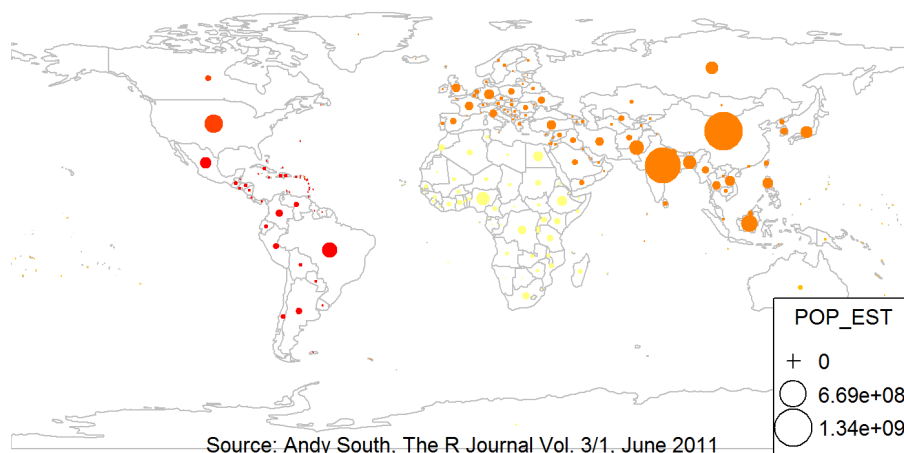 POP_EST
0
6.69e+08
1.34e+09
Source: Andy South, The R Journal Vol. 3/1, June 2011